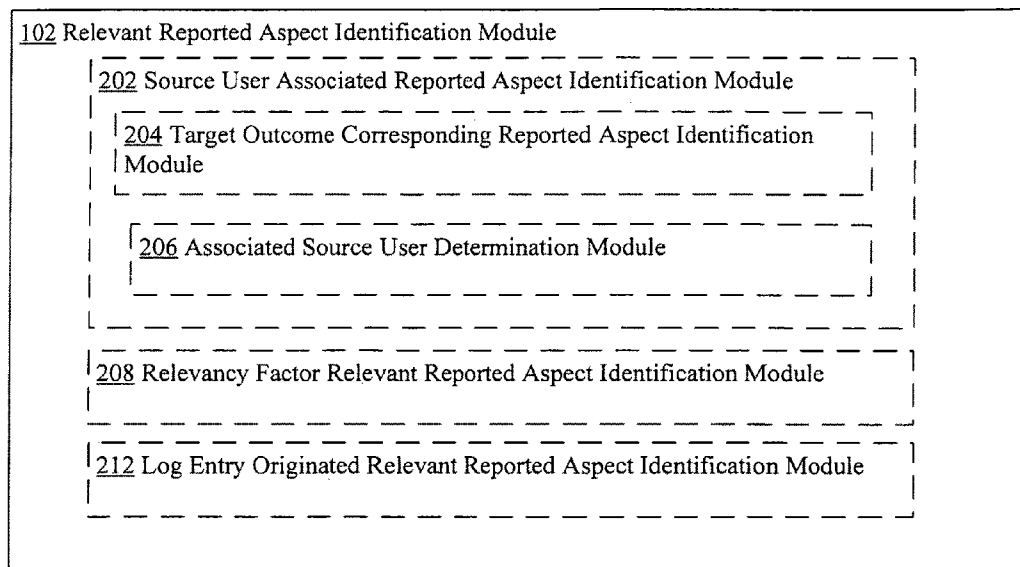 102 Relevant Reported Aspect Identification Module
202 Source User Associated Reported Aspect Identification Module
204 Target Outcome Corresponding Reported Aspect Identification
Module
206 Associated Source User Determination Module
208 Relevancy Factor Relevant Reported Aspect Identification Module
212 Log Entry Originated Relevant Reported Aspect Identification Module